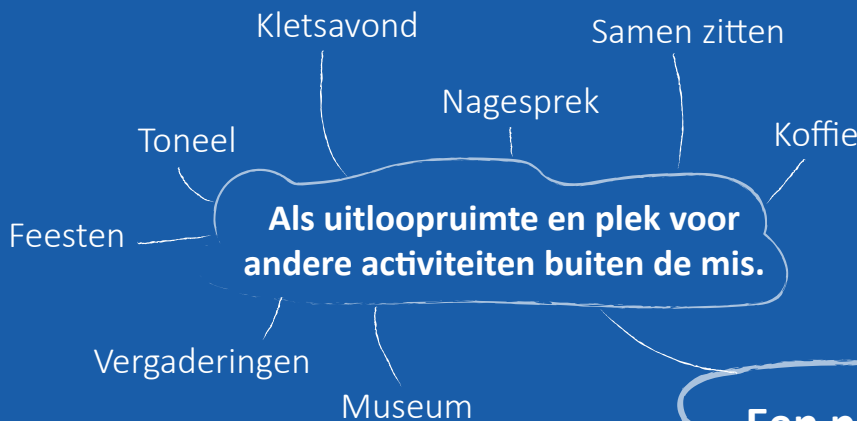 Kletsavond
Samen zitten
Nagesprek
Toneel
Koffie
Als uitloopruimte en plek voor
andere activiteiten buiten de mis.
Feesten
Vergaderingen
Museum